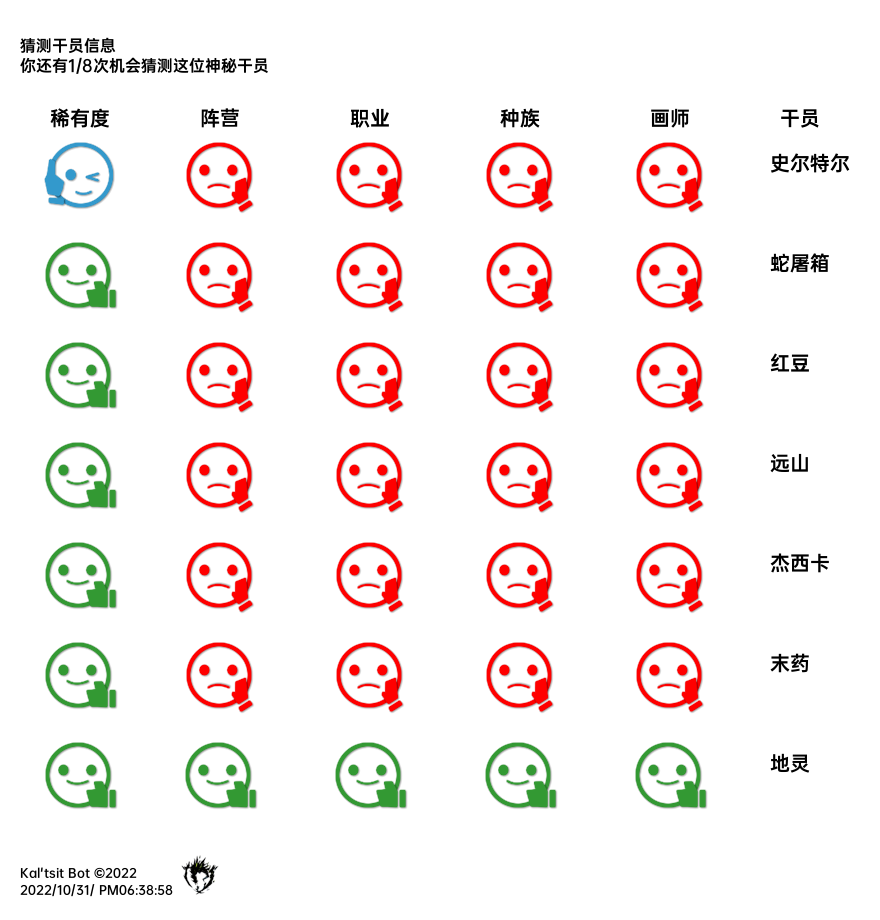 猜测干员信息
你还有1/8次机会猜测这位神秘干员
稀有度 阵营 职业 种族 画师 干员
史尔特尔
蛇屠箱
红豆
远山
杰西卡
末药
地灵
Kal'tsit Bot ©2022
2022/10/31/ PM06:38:58